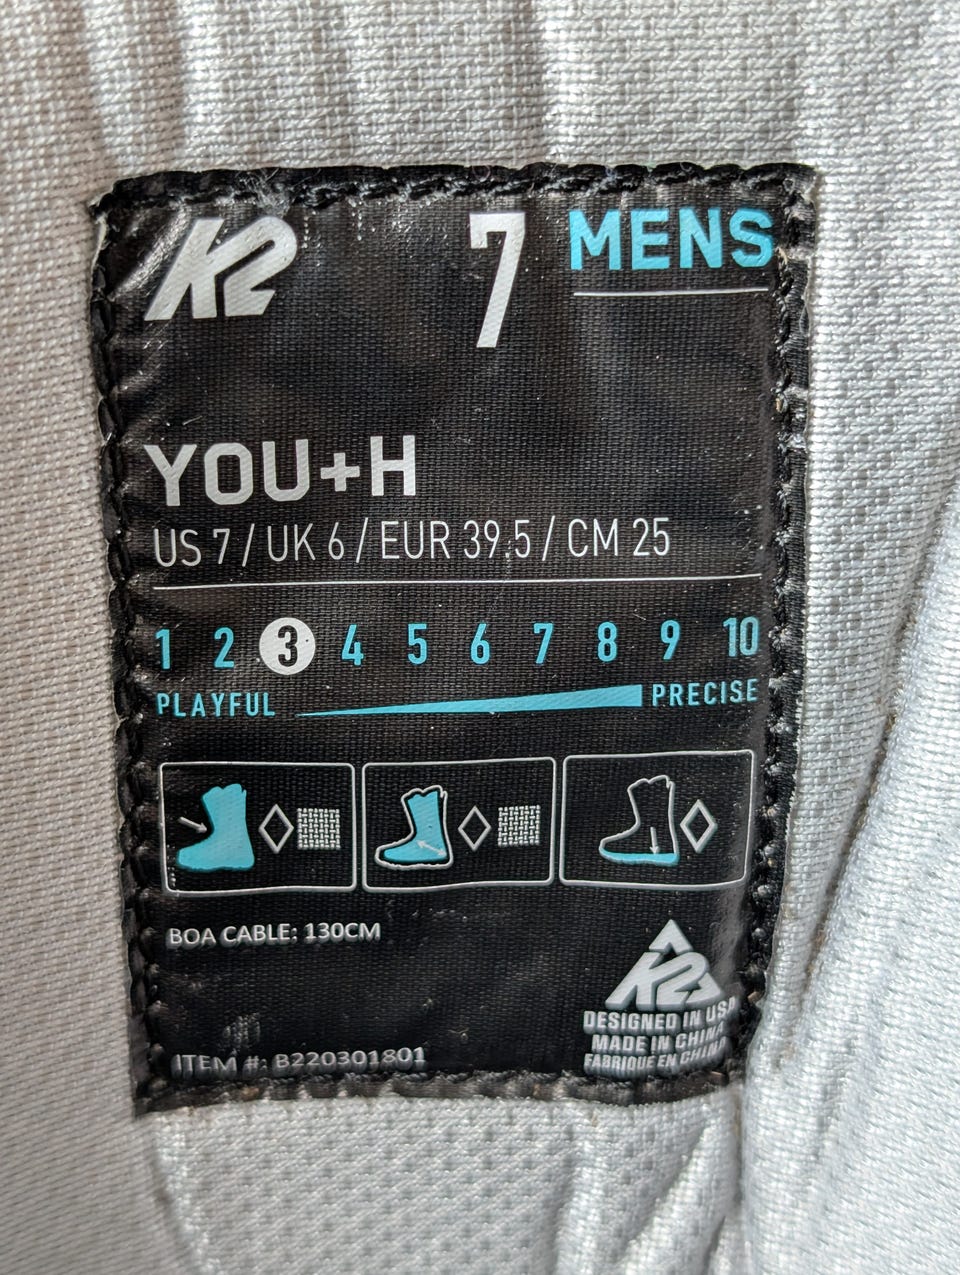 K2 7 MENS
YOU+H
US 7 / UK 6 / EUR 39.5 / CM 25
1 2 3 4 5 6 7 8 9 10
PLAYFUL PRECISE
BOA CABLE: 130CM
K2
DESIGNED IN USA
MADE IN CHINA
FABRIQUE EN CHINA
ITEM #: B220301801